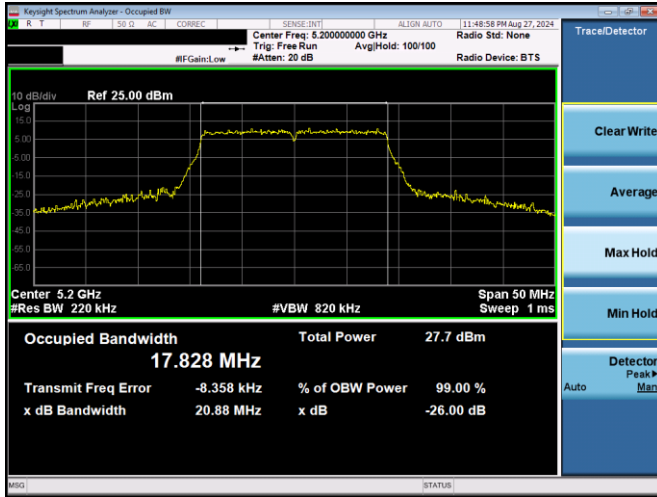 Keysight Spectrum Analyzer - Occupied BW
R T RF 50 Ω AC CORREC SENSE:INT ALIGN AUTO 11:48:58 PM Aug 27, 2024
Center Freq: 5.200000000 GHz Radio Std: None
Trig: Free Run Avg|Hold: 100/100
#IFGain:Low #Atten: 20 dB Radio Device: BTS
Trace/Detector
10 dB/div Ref 25.00 dBm
Log
15.0
5.00
-5.00
-15.0
-25.0
-35.0
-45.0
-55.0
-65.0
Center 5.2 GHz Span 50 MHz
#Res BW 220 kHz #VBW 820 kHz Sweep 1 ms
Occupied Bandwidth Total Power 27.7 dBm
17.828 MHz
Transmit Freq Error -8.358 kHz % of OBW Power 99.00 %
x dB Bandwidth 20.88 MHz x dB -26.00 dB
Clear Write
Average
Max Hold
Min Hold
Detector
Peak
Auto Man
MSG STATUS